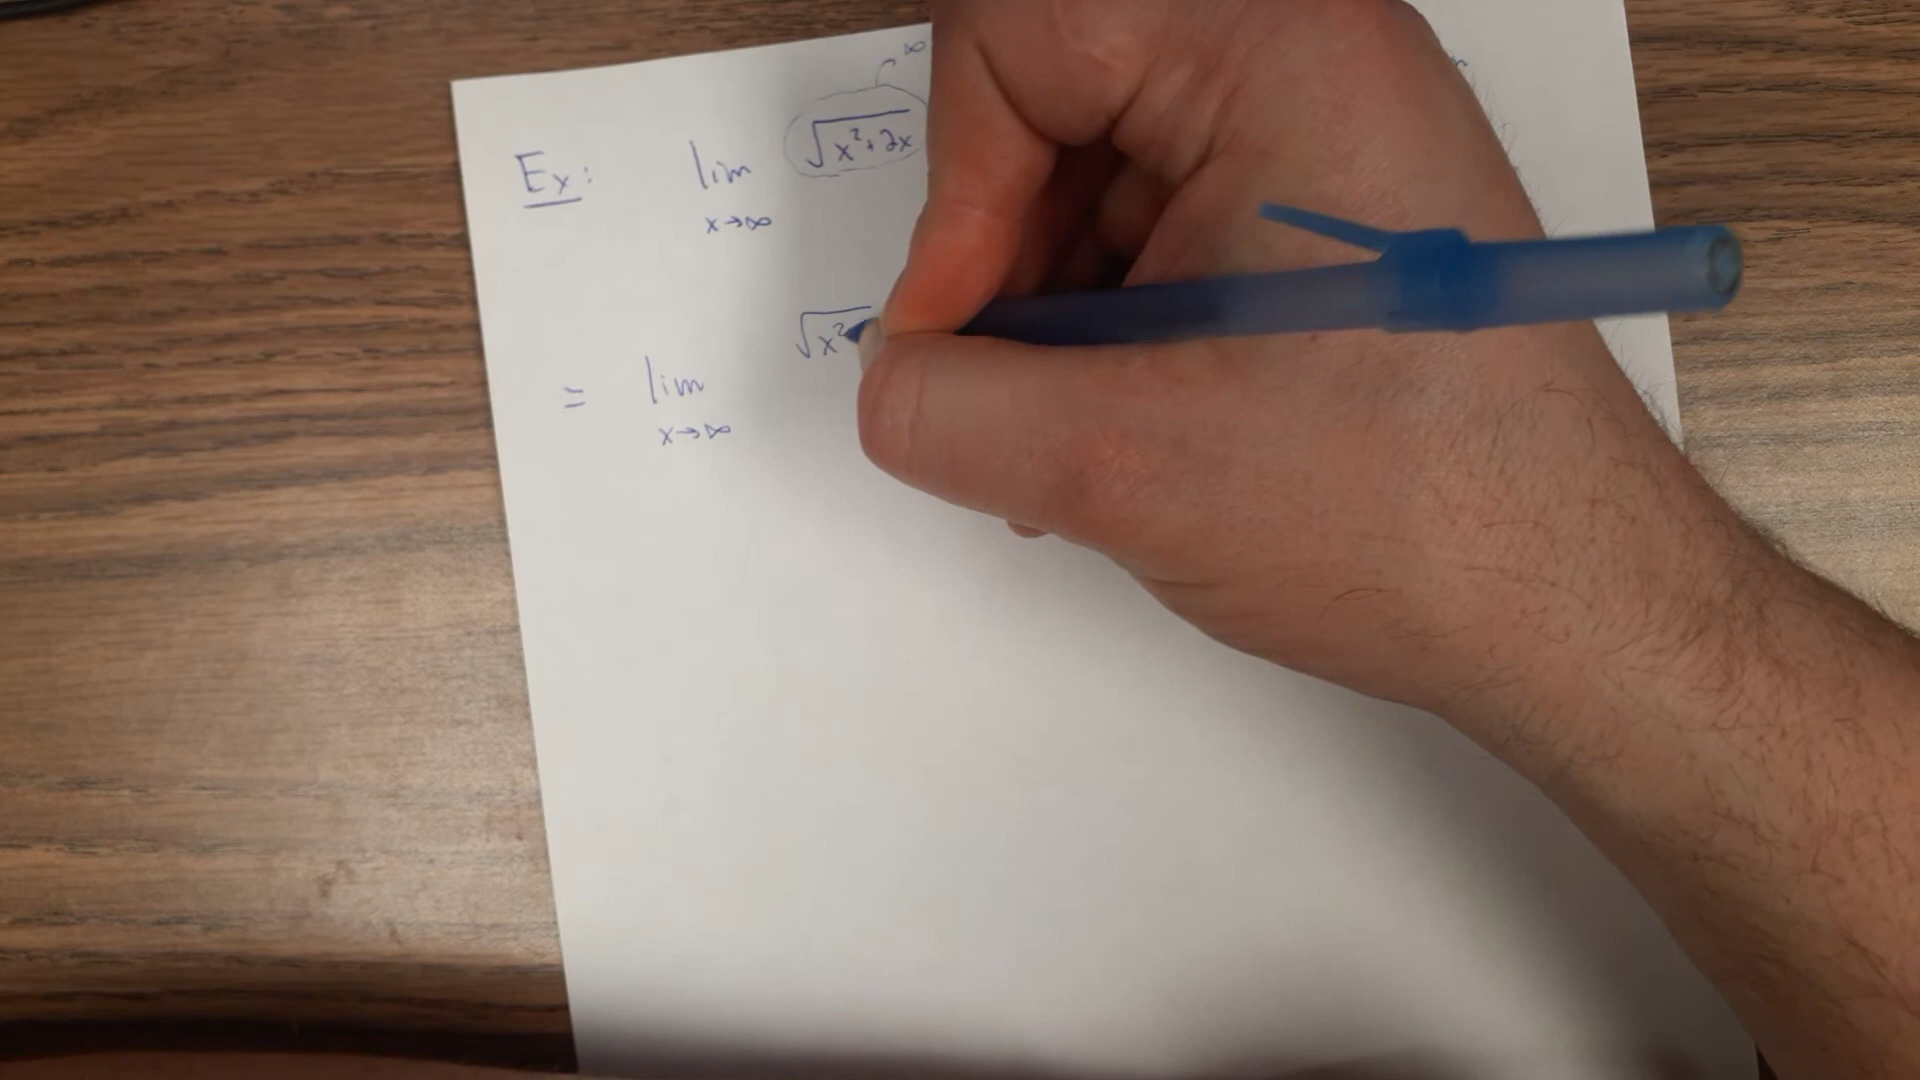 ∞
Ex: lim √(x²+2x)
x→∞
√(x²
= lim
x→∞